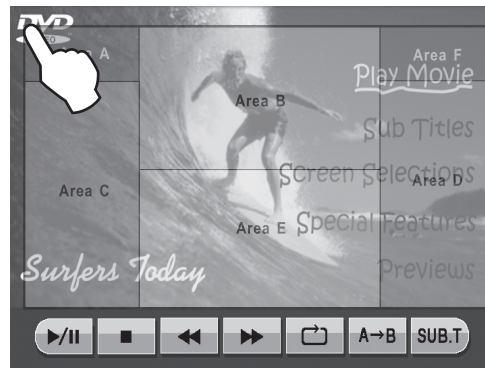 DVD
Area A
Area F
Play Movie
Area B
Sub Titles
Screen Selections
Area D
Area C
Area E
Special Features
Surfers Today
Previews
A→B
SUB.T